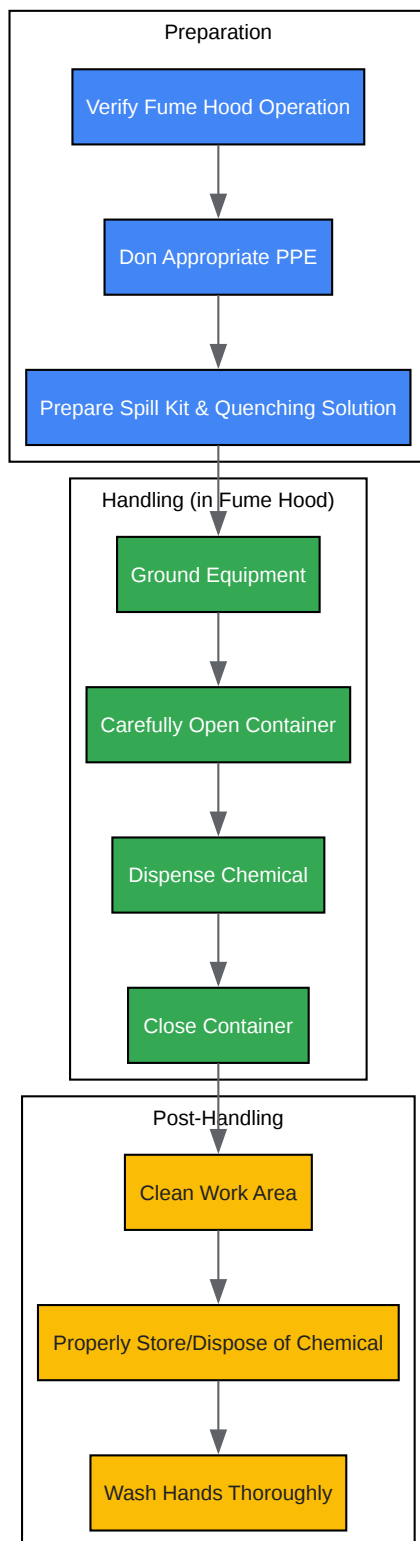 Preparation
Verify Fume Hood Operation
Don Appropriate PPE
Prepare Spill Kit & Quenching Solution
Handling (in Fume Hood)
Ground Equipment
Carefully Open Container
Dispense Chemical
Close Container
Post-Handling
Clean Work Area
Properly Store/Dispose of Chemical
Wash Hands Thoroughly